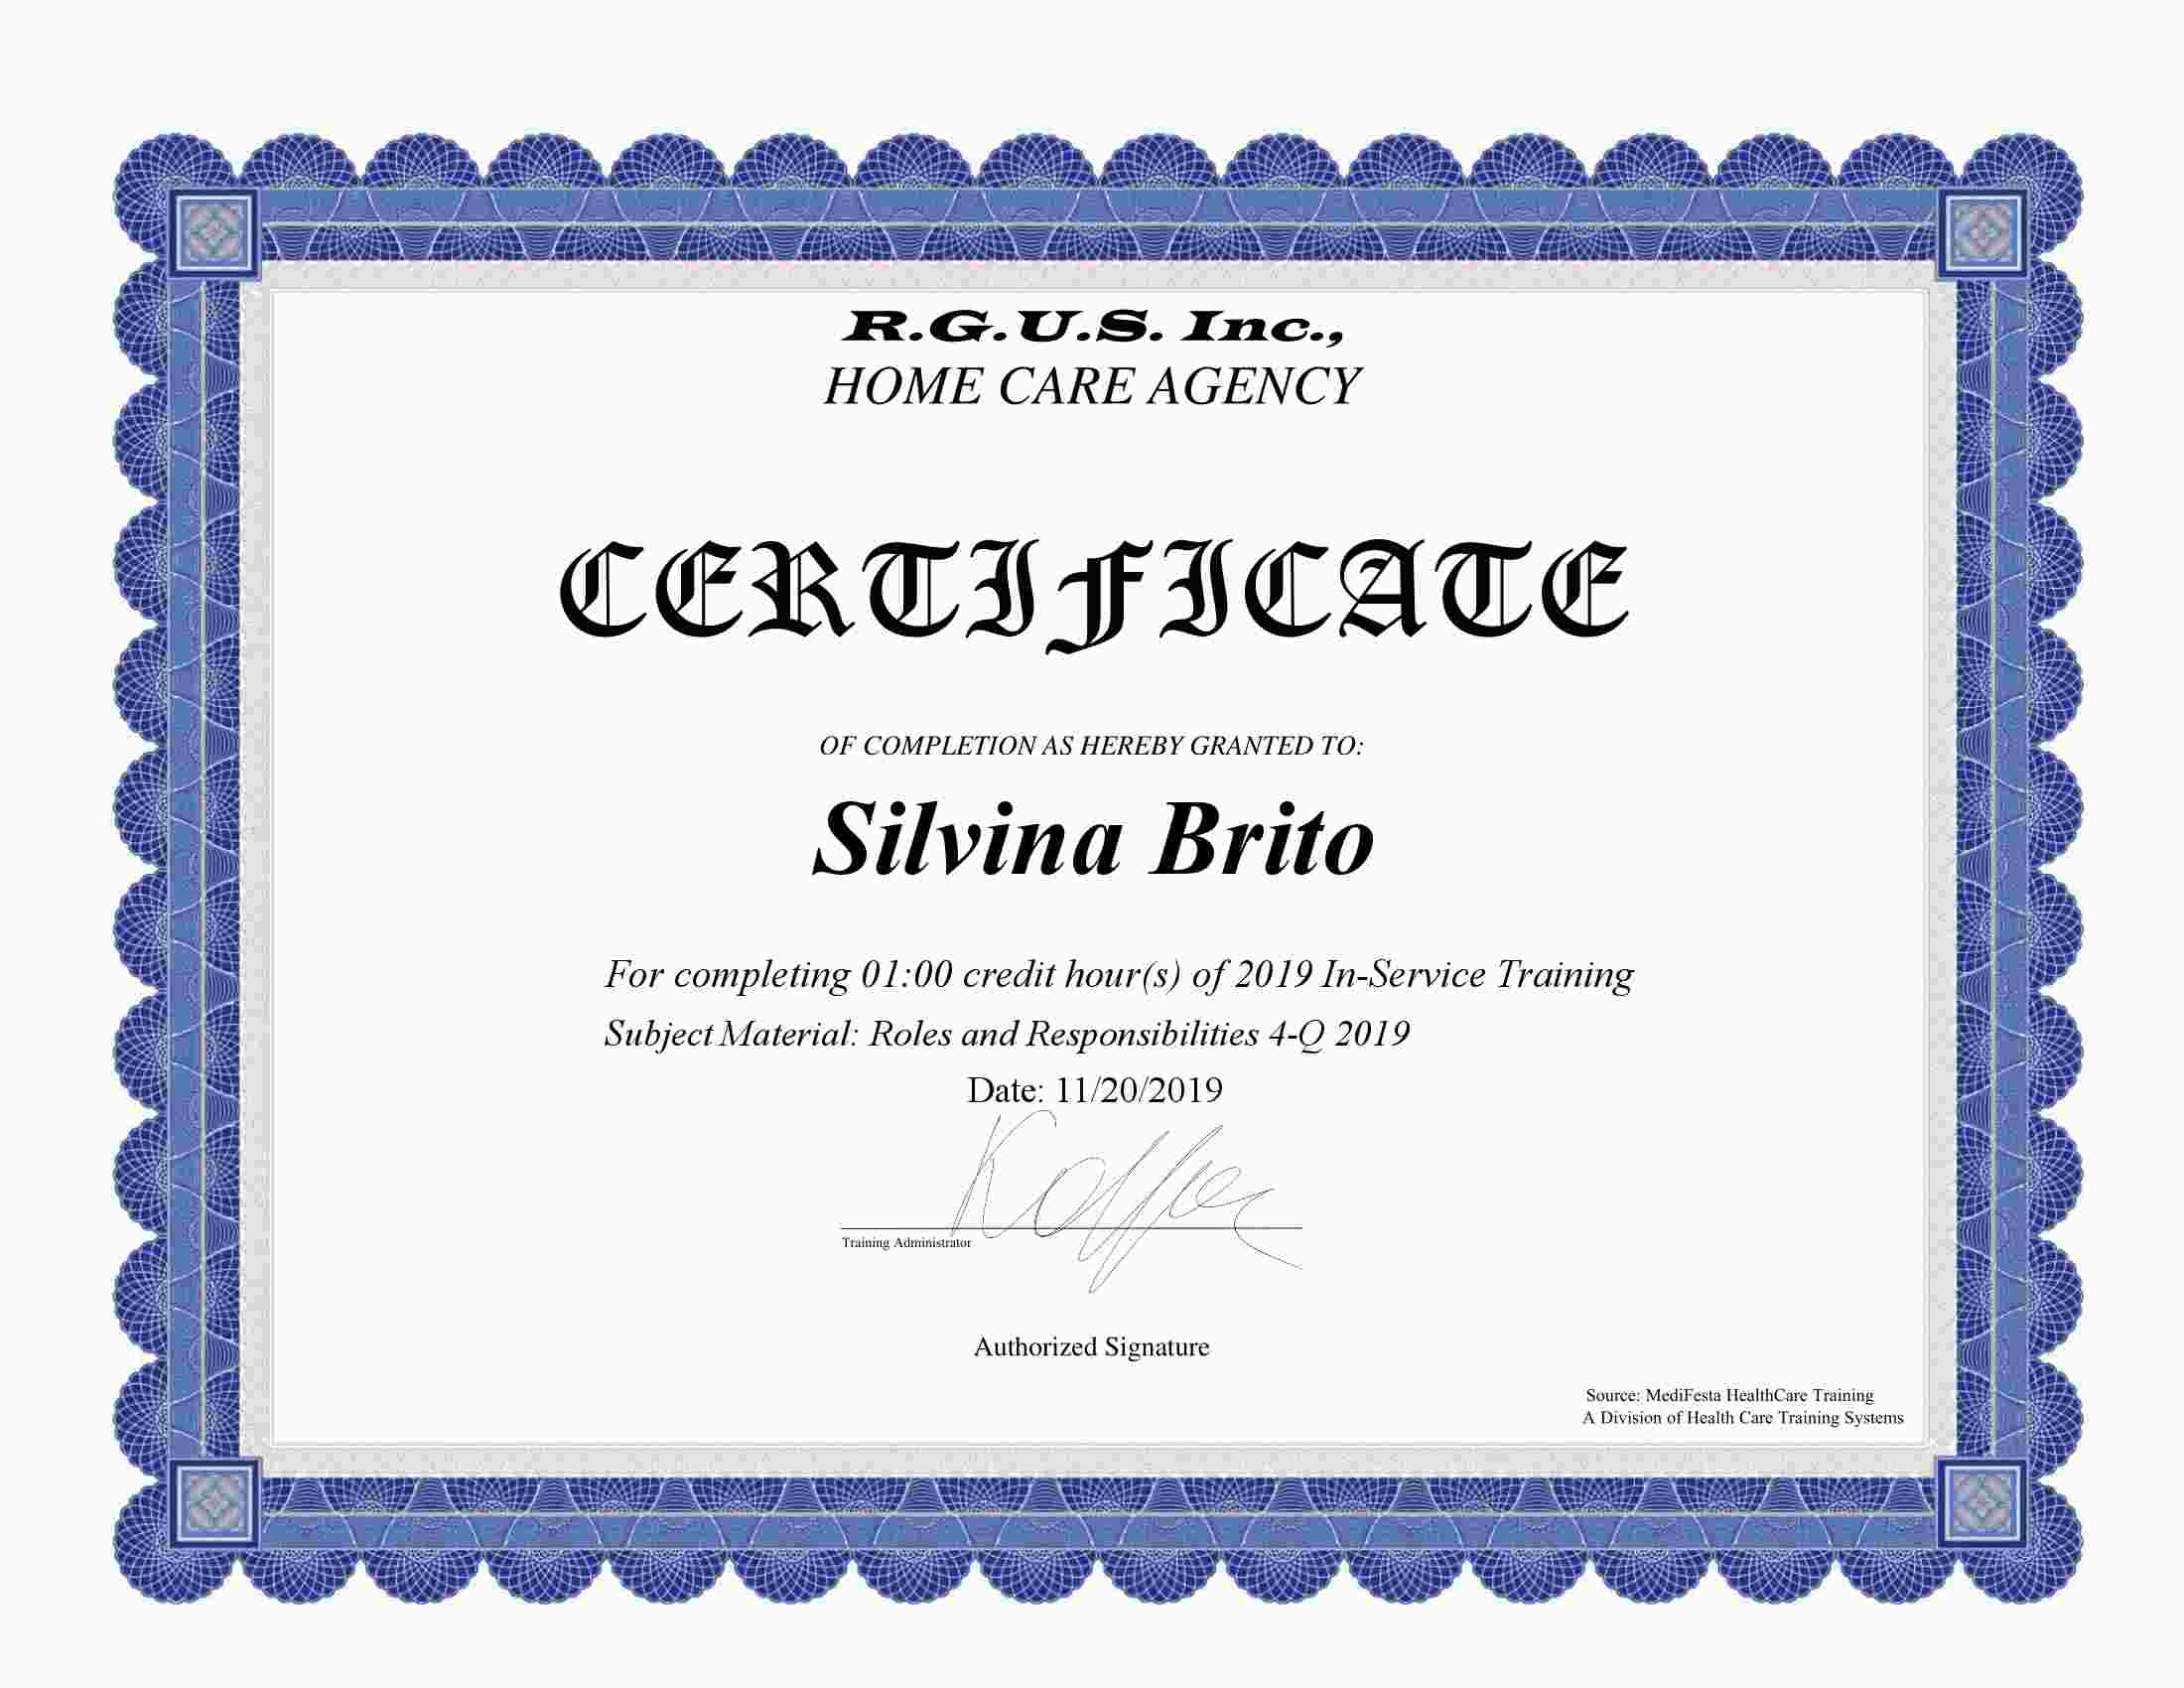 R.G.U.S. Inc.,
HOME CARE AGENCY
CERTIFICATE
OF COMPLETION AS HEREBY GRANTED TO:
Silvina Brito
For completing 01:00 credit hour(s) of 2019 In-Service Training
Subject Material: Roles and Responsibilities 4-Q 2019
Date: 11/20/2019
Training Administrator
Authorized Signature
Source: MediFesta HealthCare Training
A Division of Health Care Training Systems